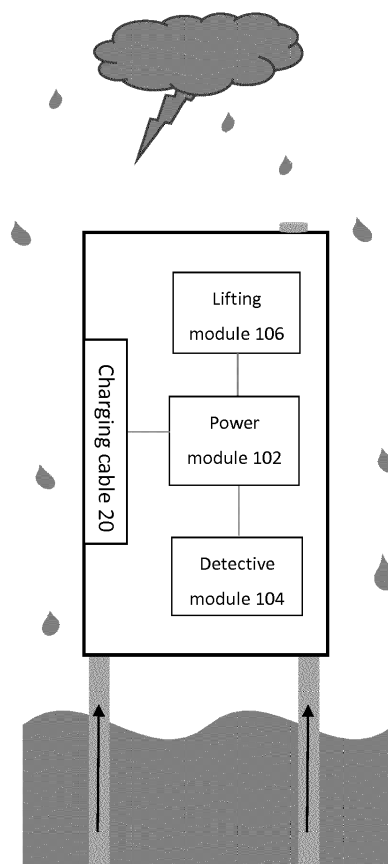 Lifting
module 106
Charging cable 20
Power
module 102
Detective
module 104